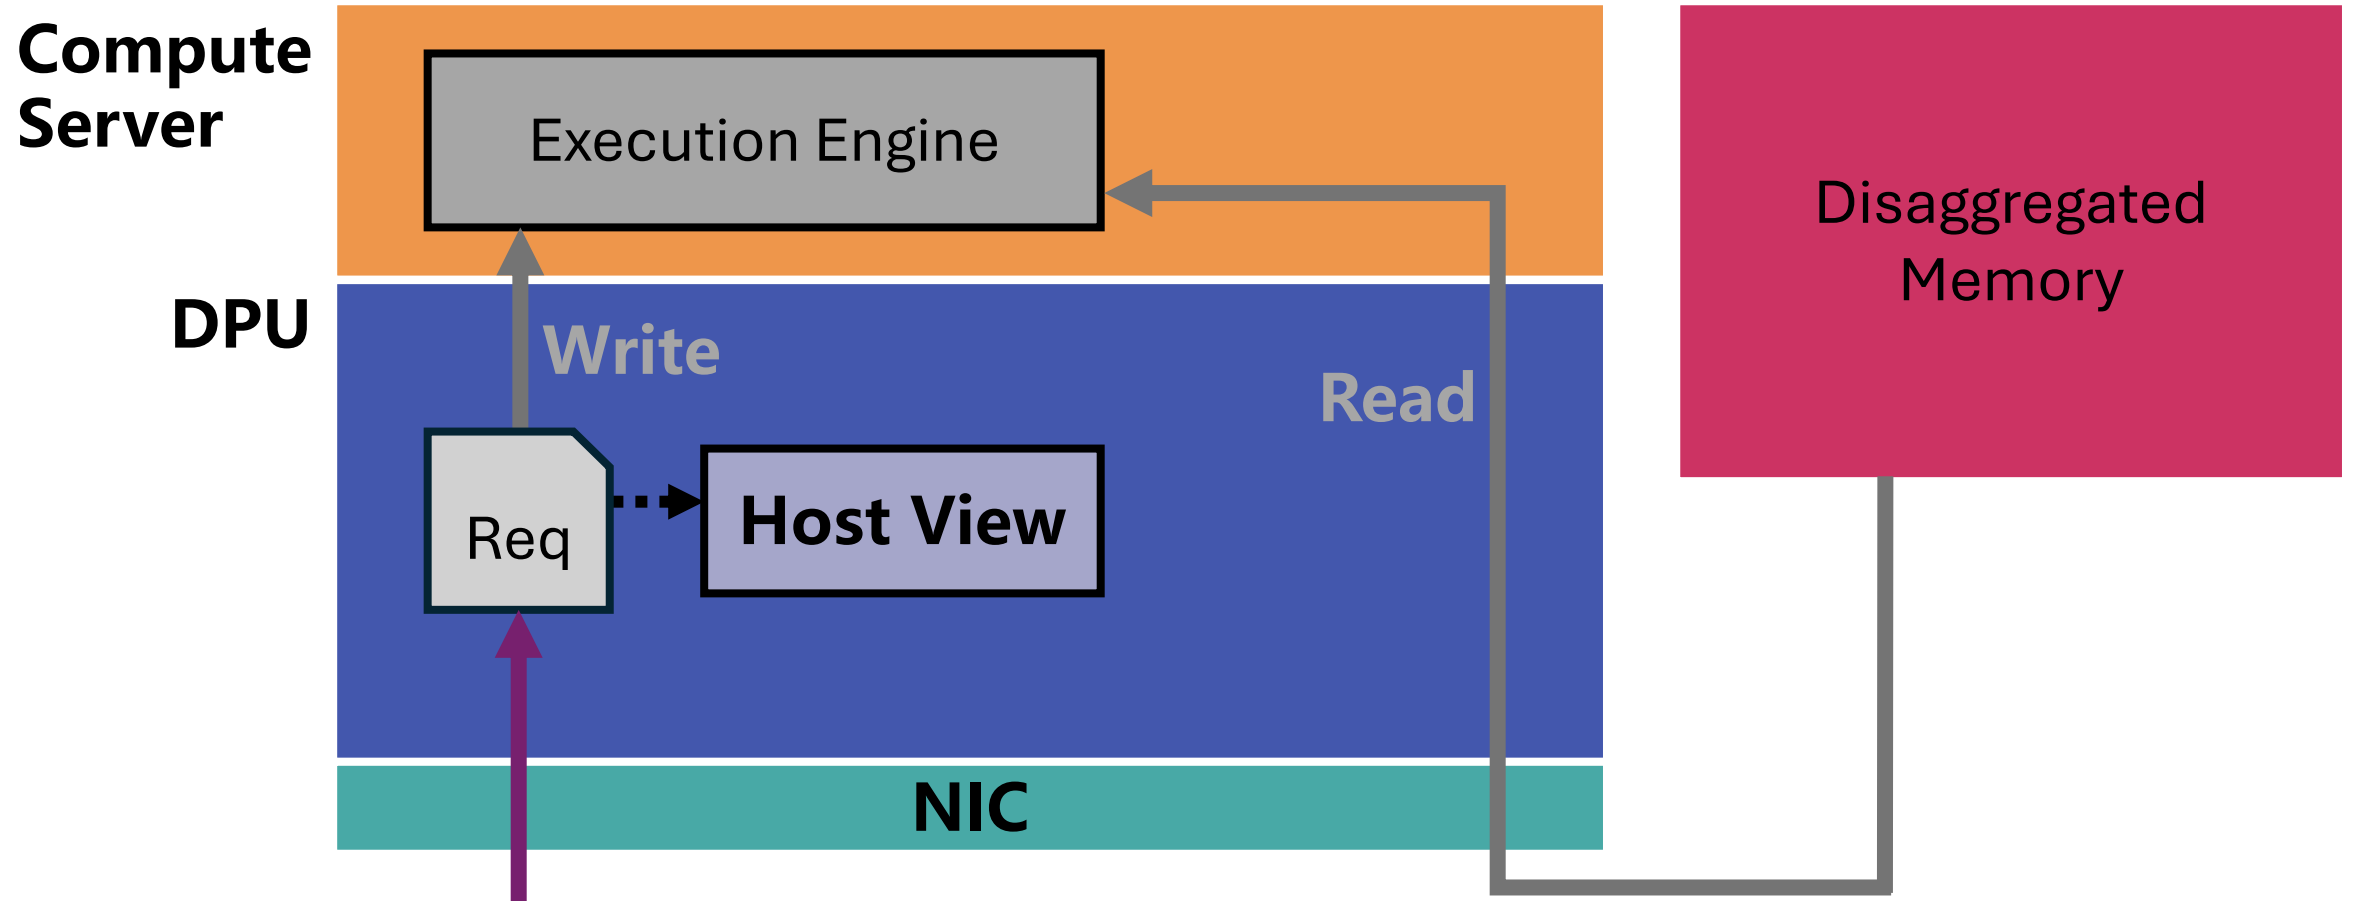 Compute
Server
Execution Engine
Disaggregated
Memory
DPU
Write
Read
Req
Host View
NIC